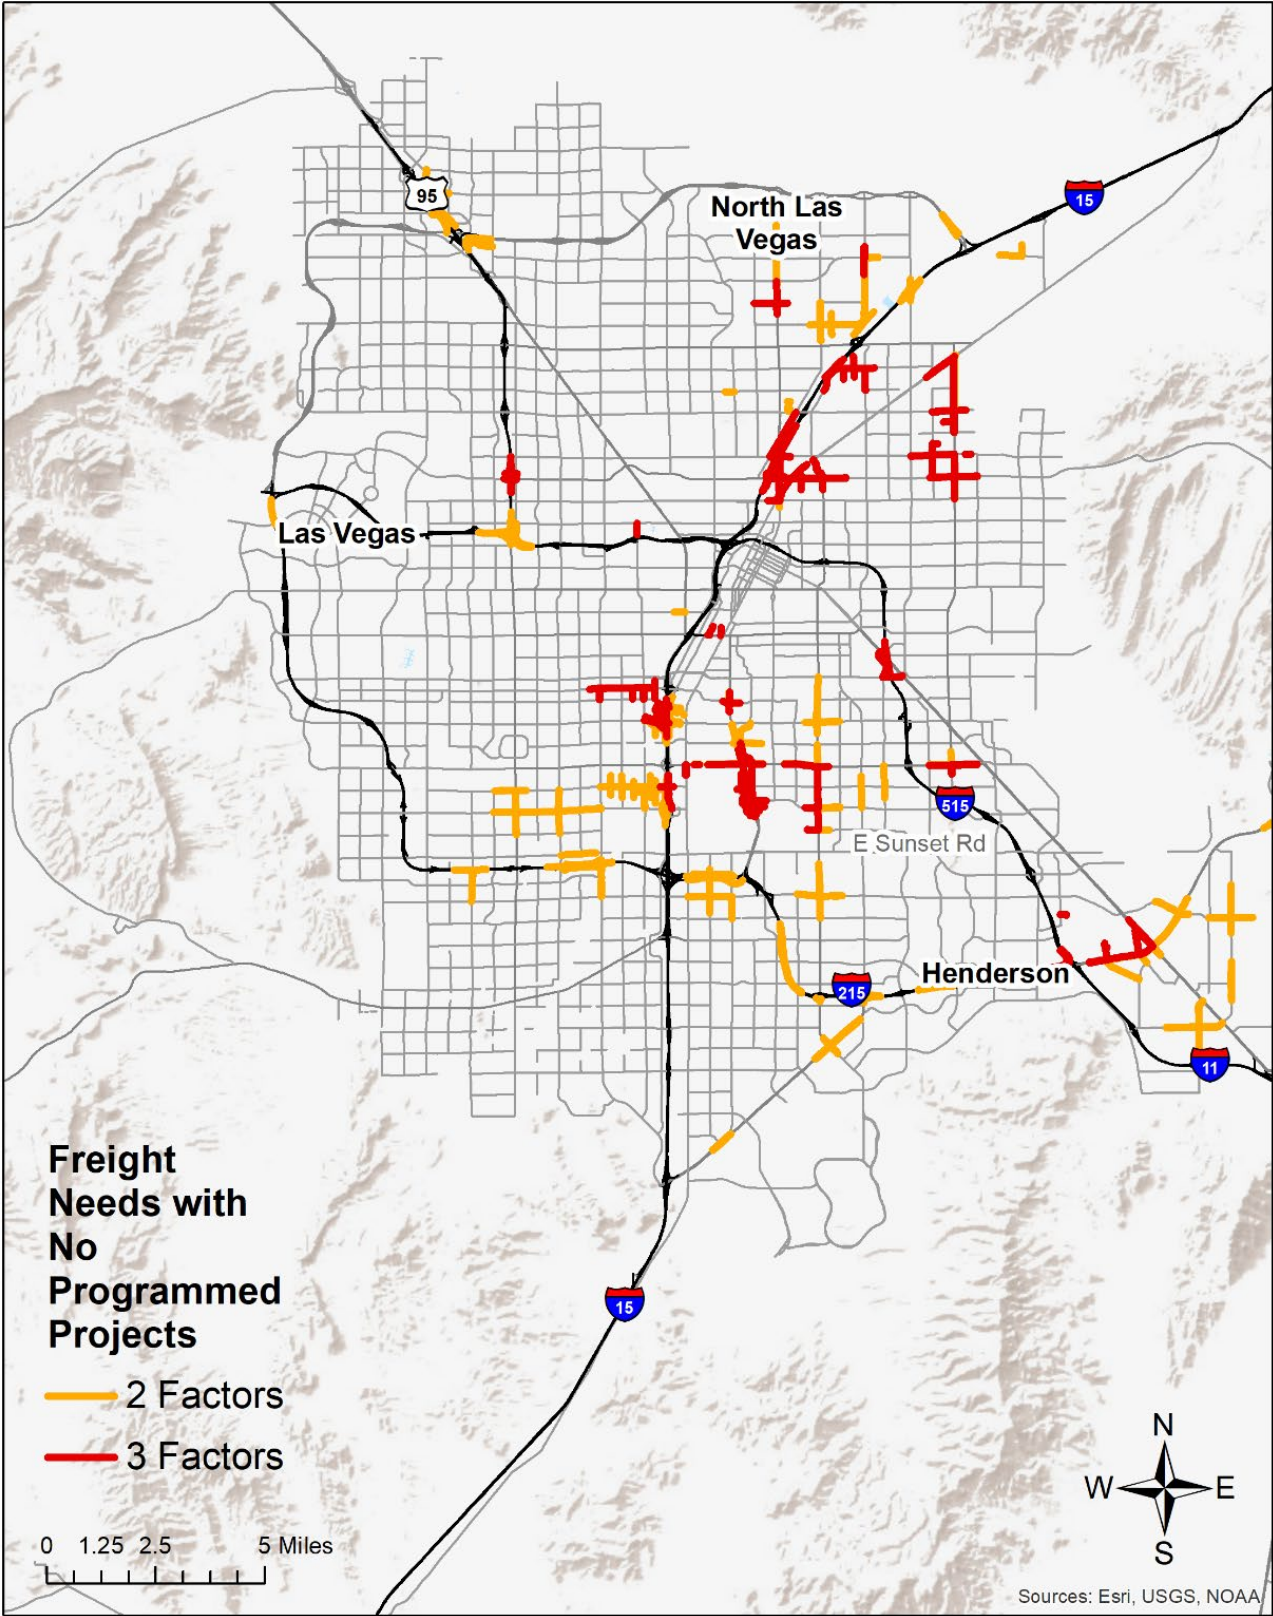 95
North Las
Vegas
15
Las Vegas
515
E Sunset Rd
Henderson
215
11
15
Freight
Needs with
No
Programmed
Projects
2 Factors
3 Factors
0 1.25 2.5 5 Miles
N
W E
S
Sources: Esri, USGS, NOAA